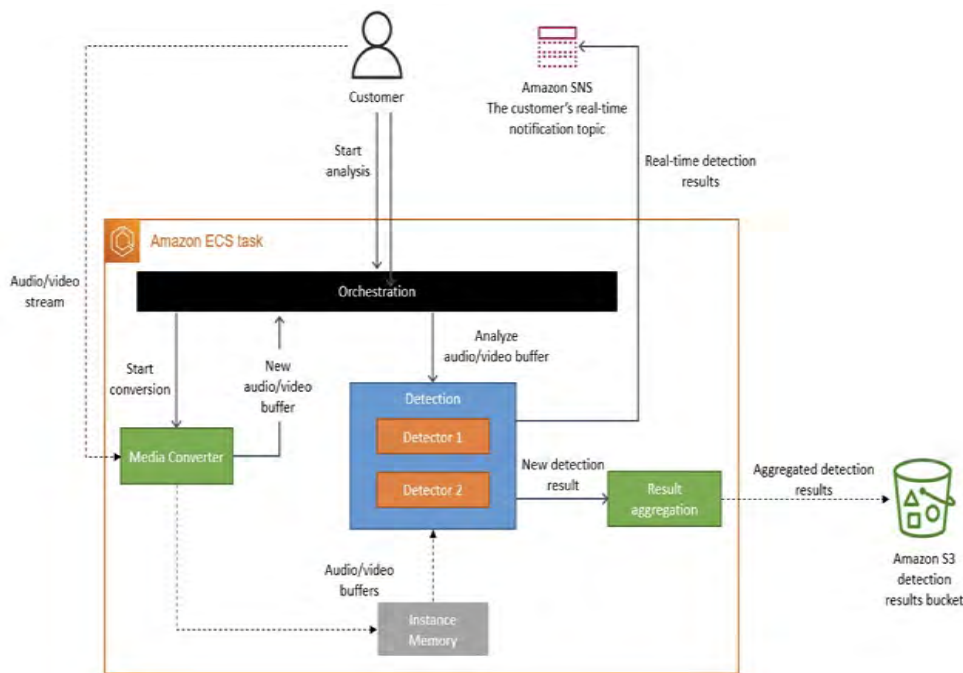 Customer
Amazon SNS
The customer's real-time
notification topic
Start
analysis
Real-time detection
results
Amazon ECS task
Audio/video
stream
Orchestration
Start
conversion
New
audio/video
buffer
Analyze
audio/video buffer
Detection
Detector 1
Detector 2
Media Converter
New detection
result
Result
aggregation
Aggregated detection
results
Amazon S3
detection
results bucket
Audio/video
buffers
Instance
Memory